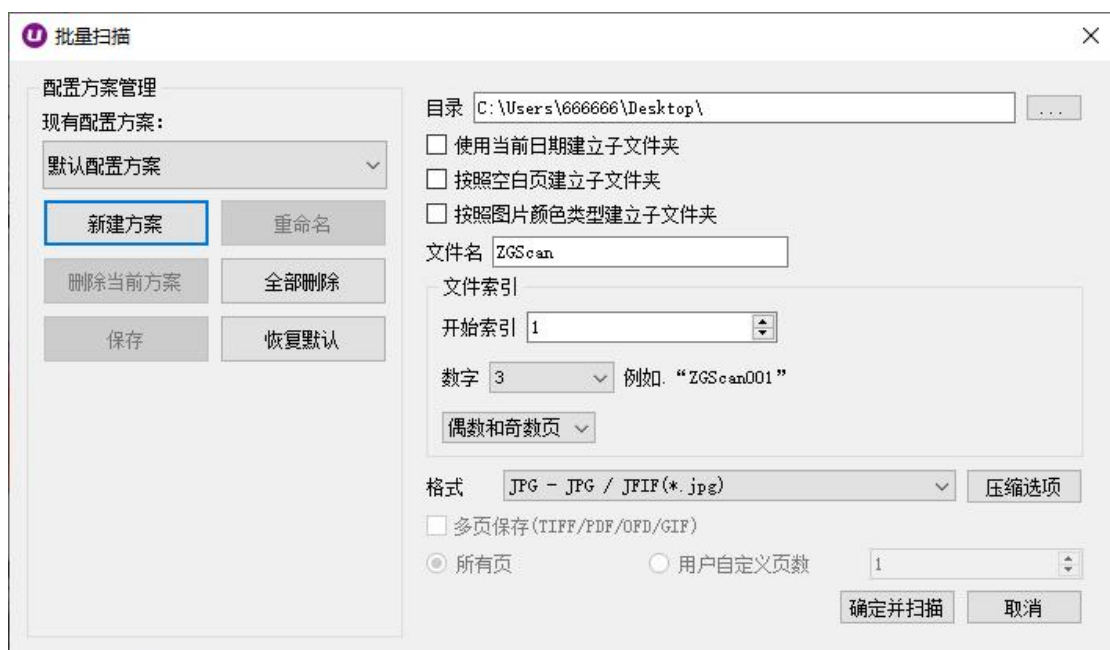 批量扫描
配置方案管理
现有配置方案:
默认配置方案
新建方案 重命名
删除当前方案 全部删除
保存 恢复默认
目录 C:\Users\666666\Desktop\ ...
使用当前日期建立子文件夹
按照空白页建立子文件夹
按照图片颜色类型建立子文件夹
文件名 ZGScan
文件索引
开始索引 1
数字 3 例如. “ZGScan001”
偶数和奇数页
格式 JPG - JPG / JFIF(*.jpg) 压缩选项
多页保存(TIFF/PDF/OFD/GIF)
所有页 用户自定义页数 1
确定并扫描 取消